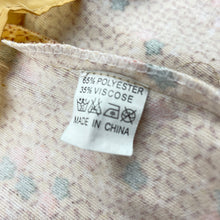 65% POLYESTER
35% VISCOSE
MADE IN
CHINA